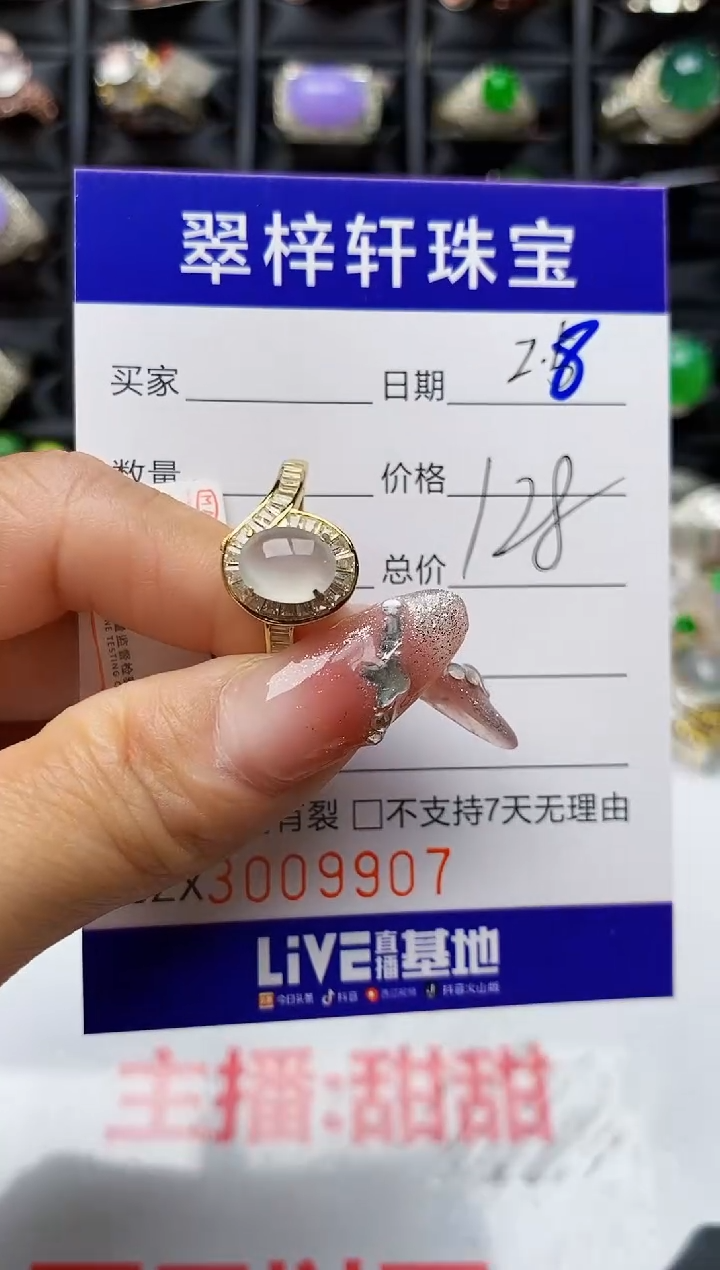 翠梓轩珠宝
买家 日期 2.8
数量 价格 128
总价
有裂 □不支持7天无理由
ZX3009907
LiVE直播基地
今日头条 抖音 西瓜视频 抖音火山版
主播:甜甜